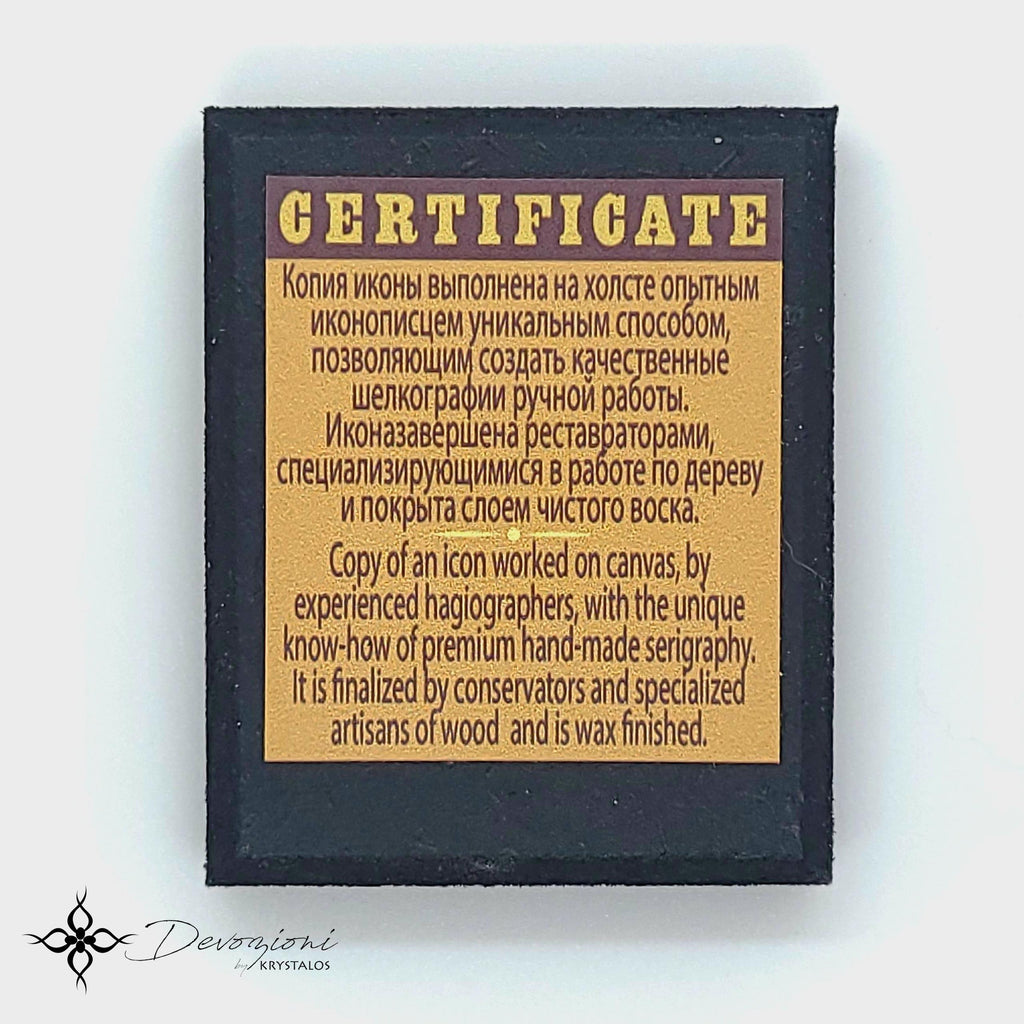 CERTIFICATE
Копия иконы выполнена на холсте опытным
иконописцем уникальным способом,
позволяющим создать качественные
шелкографии ручной работы.
Иконазавершена реставраторами,
специализирующимися в работе по дереву
и покрыта слоем чистого воска.
Copy of an icon worked on canvas, by
experienced hagiographers, with the unique
know-how of premium hand-made serigraphy.
It is finalized by conservators and specialized
artisans of wood and is wax finished.
Devozioni
by KRYSTALOS